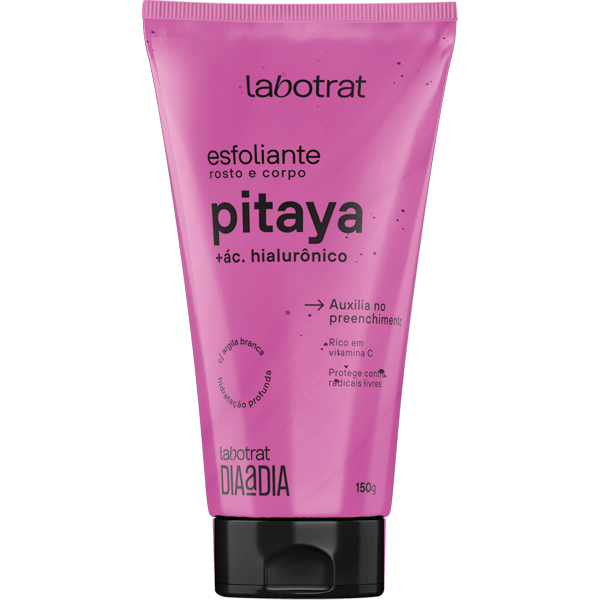 labotrat
esfoliante
rosto e corpo
pitaya
+ác. hialurônico
Auxilia no
preenchimento
Rico em
vitamina C
Protege contra
radicais livres
c/ argila branca
hidratação profunda
labotrat
DIAaDIA
150g